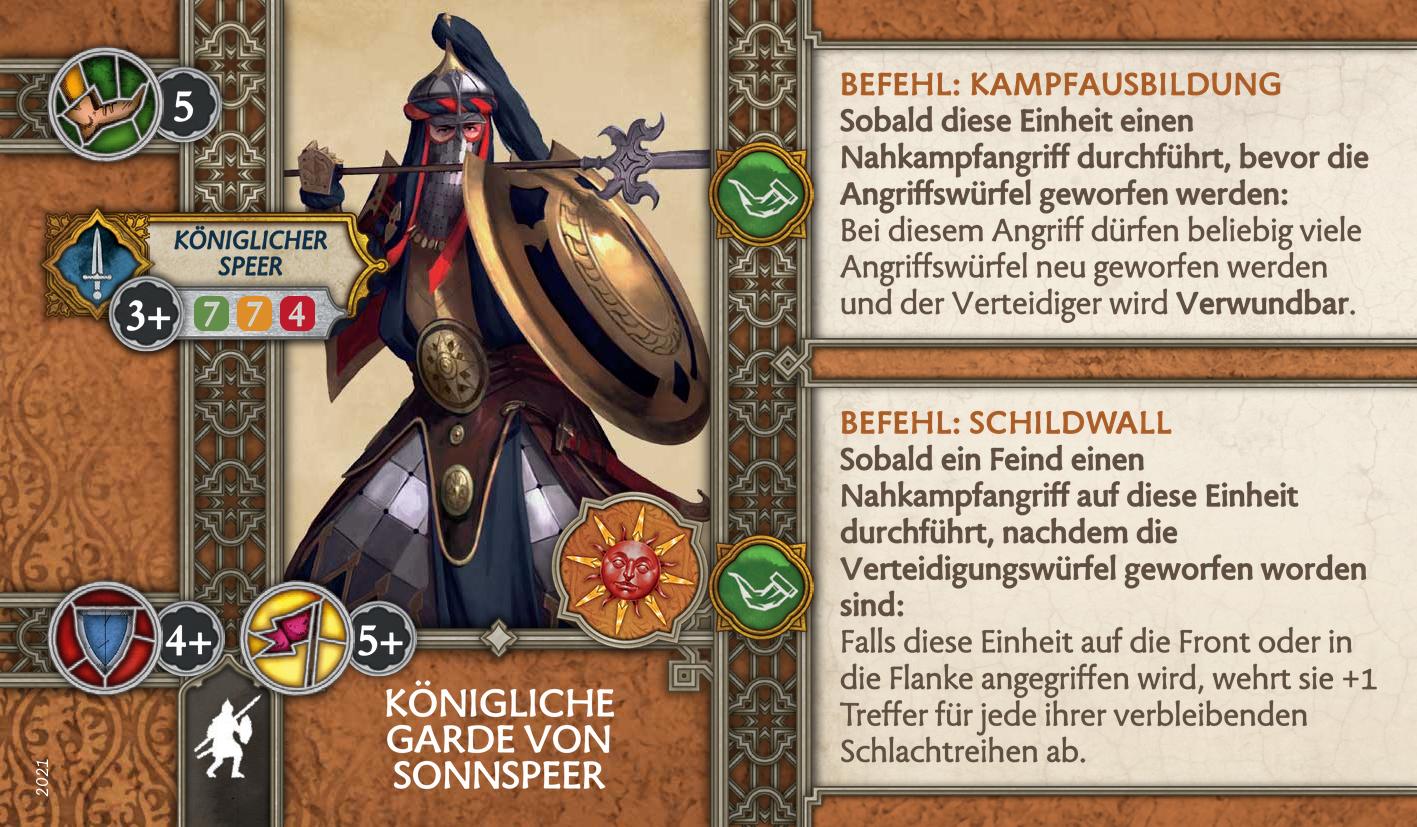 5
KÖNIGLICHER
SPEER
3+ 7 7 4
4+ 5+
KÖNIGLICHE
GARDE VON
SONNSPEER
2021
BEFEHL: KAMPFAUSBILDUNG
Sobald diese Einheit einen
Nahkampfangriff durchführt, bevor die
Angriffswürfel geworfen werden:
Bei diesem Angriff dürfen beliebig viele
Angriffswürfel neu geworfen werden
und der Verteidiger wird Verwundbar.
BEFEHL: SCHILDWALL
Sobald ein Feind einen
Nahkampfangriff auf diese Einheit
durchführt, nachdem die
Verteidigungswürfel geworfen worden
sind:
Falls diese Einheit auf die Front oder in
die Flanke angegriffen wird, wehrt sie +1
Treffer für jede ihrer verbleibenden
Schlachtreihen ab.